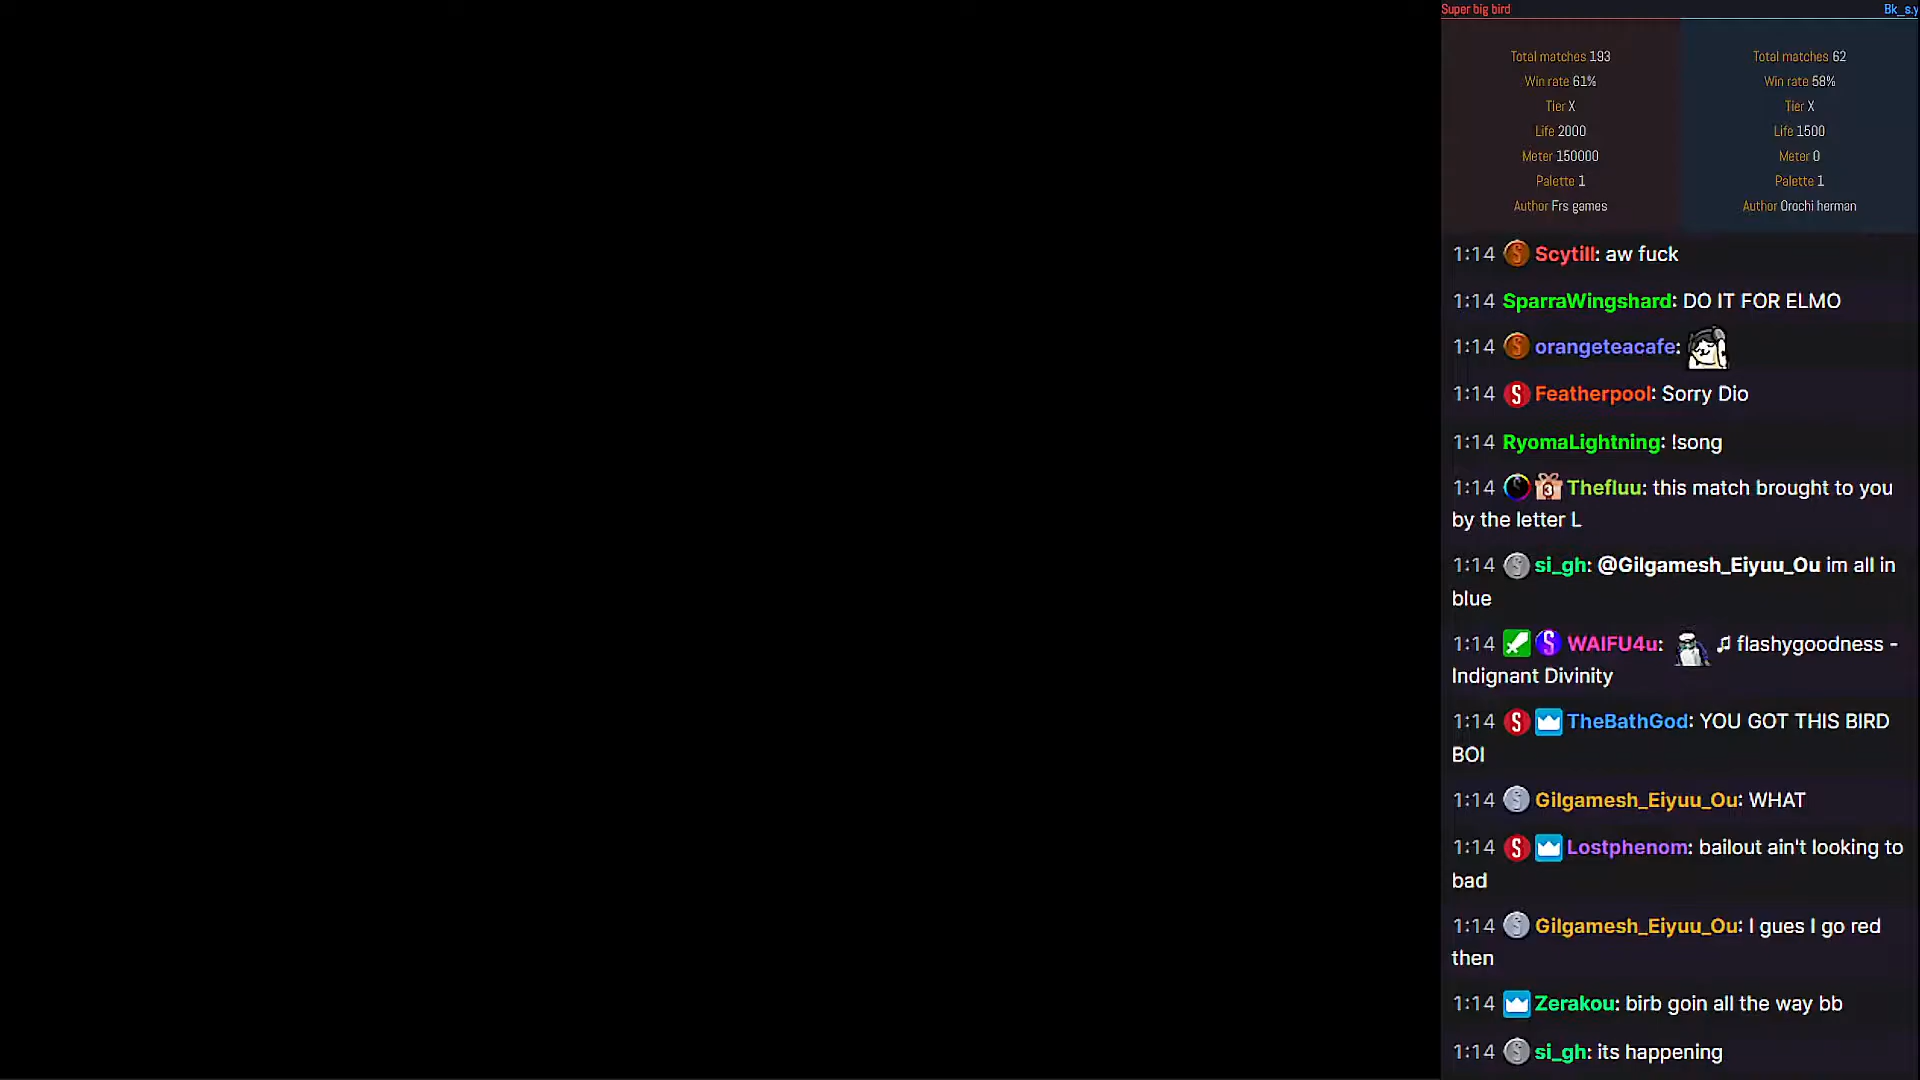 Super big bird
Bk_s.y
Total matches 193
Win rate 61%
Tier X
Life 2000
Meter 150000
Palette 1
Author Frs games
Total matches 62
Win rate 58%
Tier X
Life 1500
Meter 0
Palette 1
Author Orochi herman
1:14 Scytill: aw fuck
1:14 SparraWingshard: DO IT FOR ELMO
1:14 orangeteacafe:
1:14 Featherpool: Sorry Dio
1:14 RyomaLightning: !song
1:14 3 Thefluu: this match brought to you
by the letter L
1:14 si_gh: @Gilgamesh_Eiyuu_Ou im all in
blue
1:14 WAIFU4u: ♫ flashygoodness -
Indignant Divinity
1:14 TheBathGod: YOU GOT THIS BIRD
BOI
1:14 Gilgamesh_Eiyuu_Ou: WHAT
1:14 Lostphenom: bailout ain't looking to
bad
1:14 Gilgamesh_Eiyuu_Ou: I gues I go red
then
1:14 Zerakou: birb goin all the way bb
1:14 si_gh: its happening